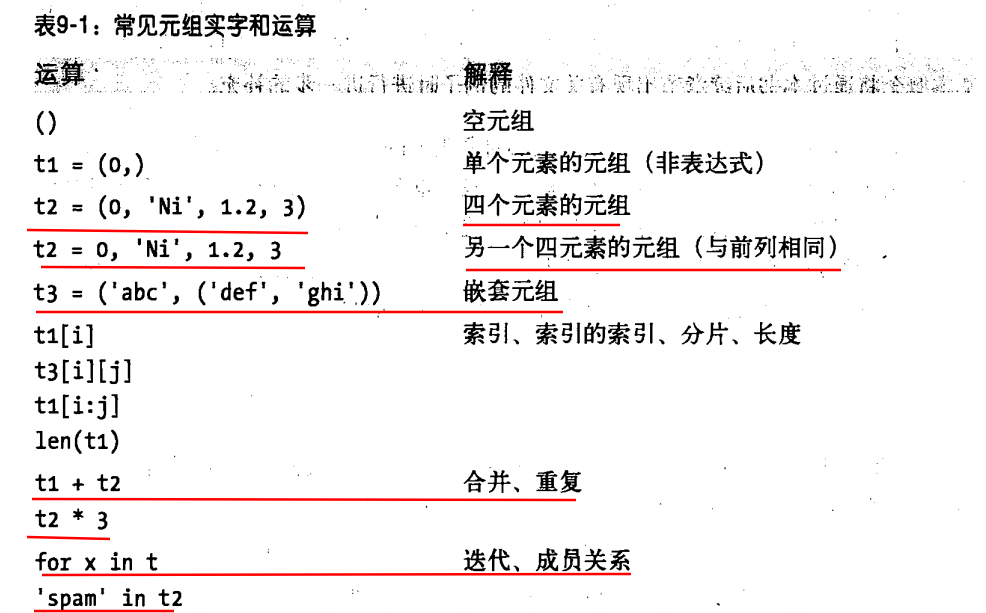 表9-1：常见元组实字和运算
运算 解释
() 空元组
t1 = (0,) 单个元素的元组（非表达式）
t2 = (0, 'Ni', 1.2, 3) 四个元素的元组
t2 = 0, 'Ni', 1.2, 3 另一个四元素的元组（与前列相同）
t3 = ('abc', ('def', 'ghi')) 嵌套元组
t1[i] 索引、索引的索引、分片、长度
t3[i][j]
t1[i:j]
len(t1)
t1 + t2 合并、重复
t2 * 3
for x in t 迭代、成员关系
'spam' in t2